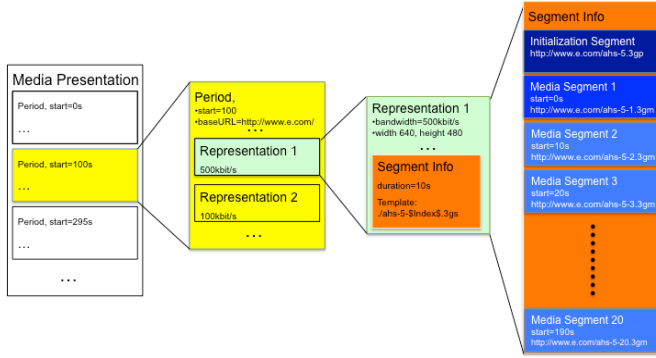 Media Presentation
Period, start=0s
...
Period, start=100s
...
Period, start=295s
...
...
Period,
•start=100
•baseURL=http://www.e.com/
...
Representation 1
500kbit/s
Representation 2
100kbit/s
...
Representation 1
•bandwidth=500kbit/s
•width 640, height 480
...
Segment Info
duration=10s
Template:
./ahs-5-$Index$.3gs
Segment Info
Initialization Segment
http://www.e.com/ahs-5.3gp
Media Segment 1
start=0s
http://www.e.com/ahs-5-1.3gm
Media Segment 2
start=10s
http://www.e.com/ahs-5-2.3gm
Media Segment 3
start=20s
http://www.e.com/ahs-5-3.3gm
Media Segment 20
start=190s
http://www.e.com/ahs-5-20.3gm